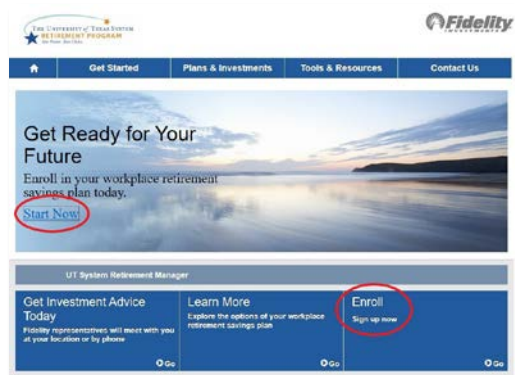 THE UNIVERSITY of TEXAS SYSTEM
RETIREMENT PROGRAM
Fidelity
INVESTMENTS
Get Started
Plans & Investments
Tools & Resources
Contact Us
Get Ready for Your
Future
Enroll in your workplace retirement
savings plan today.
Start Now
UT System Retirement Manager
Get Investment Advice
Today
Fidelity representatives will meet with you
at your location or by phone
Go
Learn More
Explore the options of your workplace
retirement savings plan
Go
Enroll
Sign up now
Go